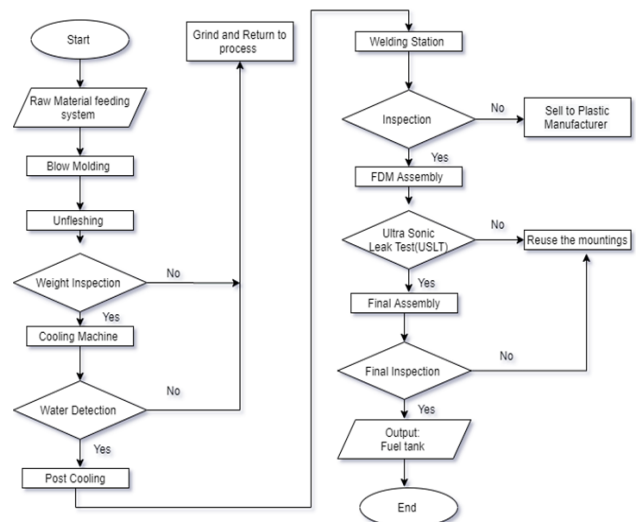 Start
Raw Material feeding
system
Blow Molding
Unfleshing
Weight Inspection
No
Yes
Cooling Machine
Water Detection
No
Yes
Post Cooling
Grind and Return to
process
Welding Station
Inspection
No
Sell to Plastic
Manufacturer
Yes
FDM Assembly
Ultra Sonic
Leak Test(USLT)
No
Reuse the mountings
Yes
Final Assembly
Final Inspection
No
Yes
Output:
Fuel tank
End